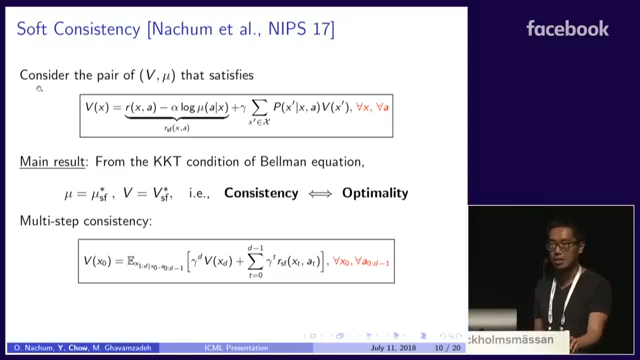 Soft Consistency [Nachum et al., NIPS 17]
facebook
Consider the pair of (V, μ) that satisfies
V(x) = r(x, a) − α log μ(a|x) + γ ∑ P(x′|x, a)V(x′), ∀x, ∀a
r_sf(x,a)
x′∈𝒳
Main result: From the KKT condition of Bellman equation,
μ = μ*_sf , V = V*_sf, i.e., Consistency ⟺ Optimality
Multi-step consistency:
V(x₀) = 𝔼_{x_{1:d}|x₀,a_{0:d−1}} [γ^d V(x_d) + ∑_{t=0}^{d−1} γ^t r_sf(x_t, a_t)], ∀x₀, ∀a_{0:d−1}
O. Nachum, Y. Chow, M. Ghavamzadeh
ICML Presentation
July 11, 2018
10 / 20
ckholmsmässan